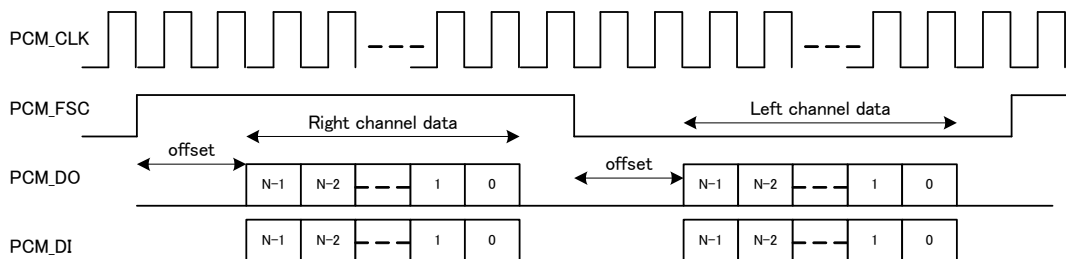 PCM_CLK
PCM_FSC
Right channel data
Left channel data
offset
offset
PCM_DO
N-1 N-2 1 0
N-1 N-2 1 0
PCM_DI
N-1 N-2 1 0
N-1 N-2 1 0